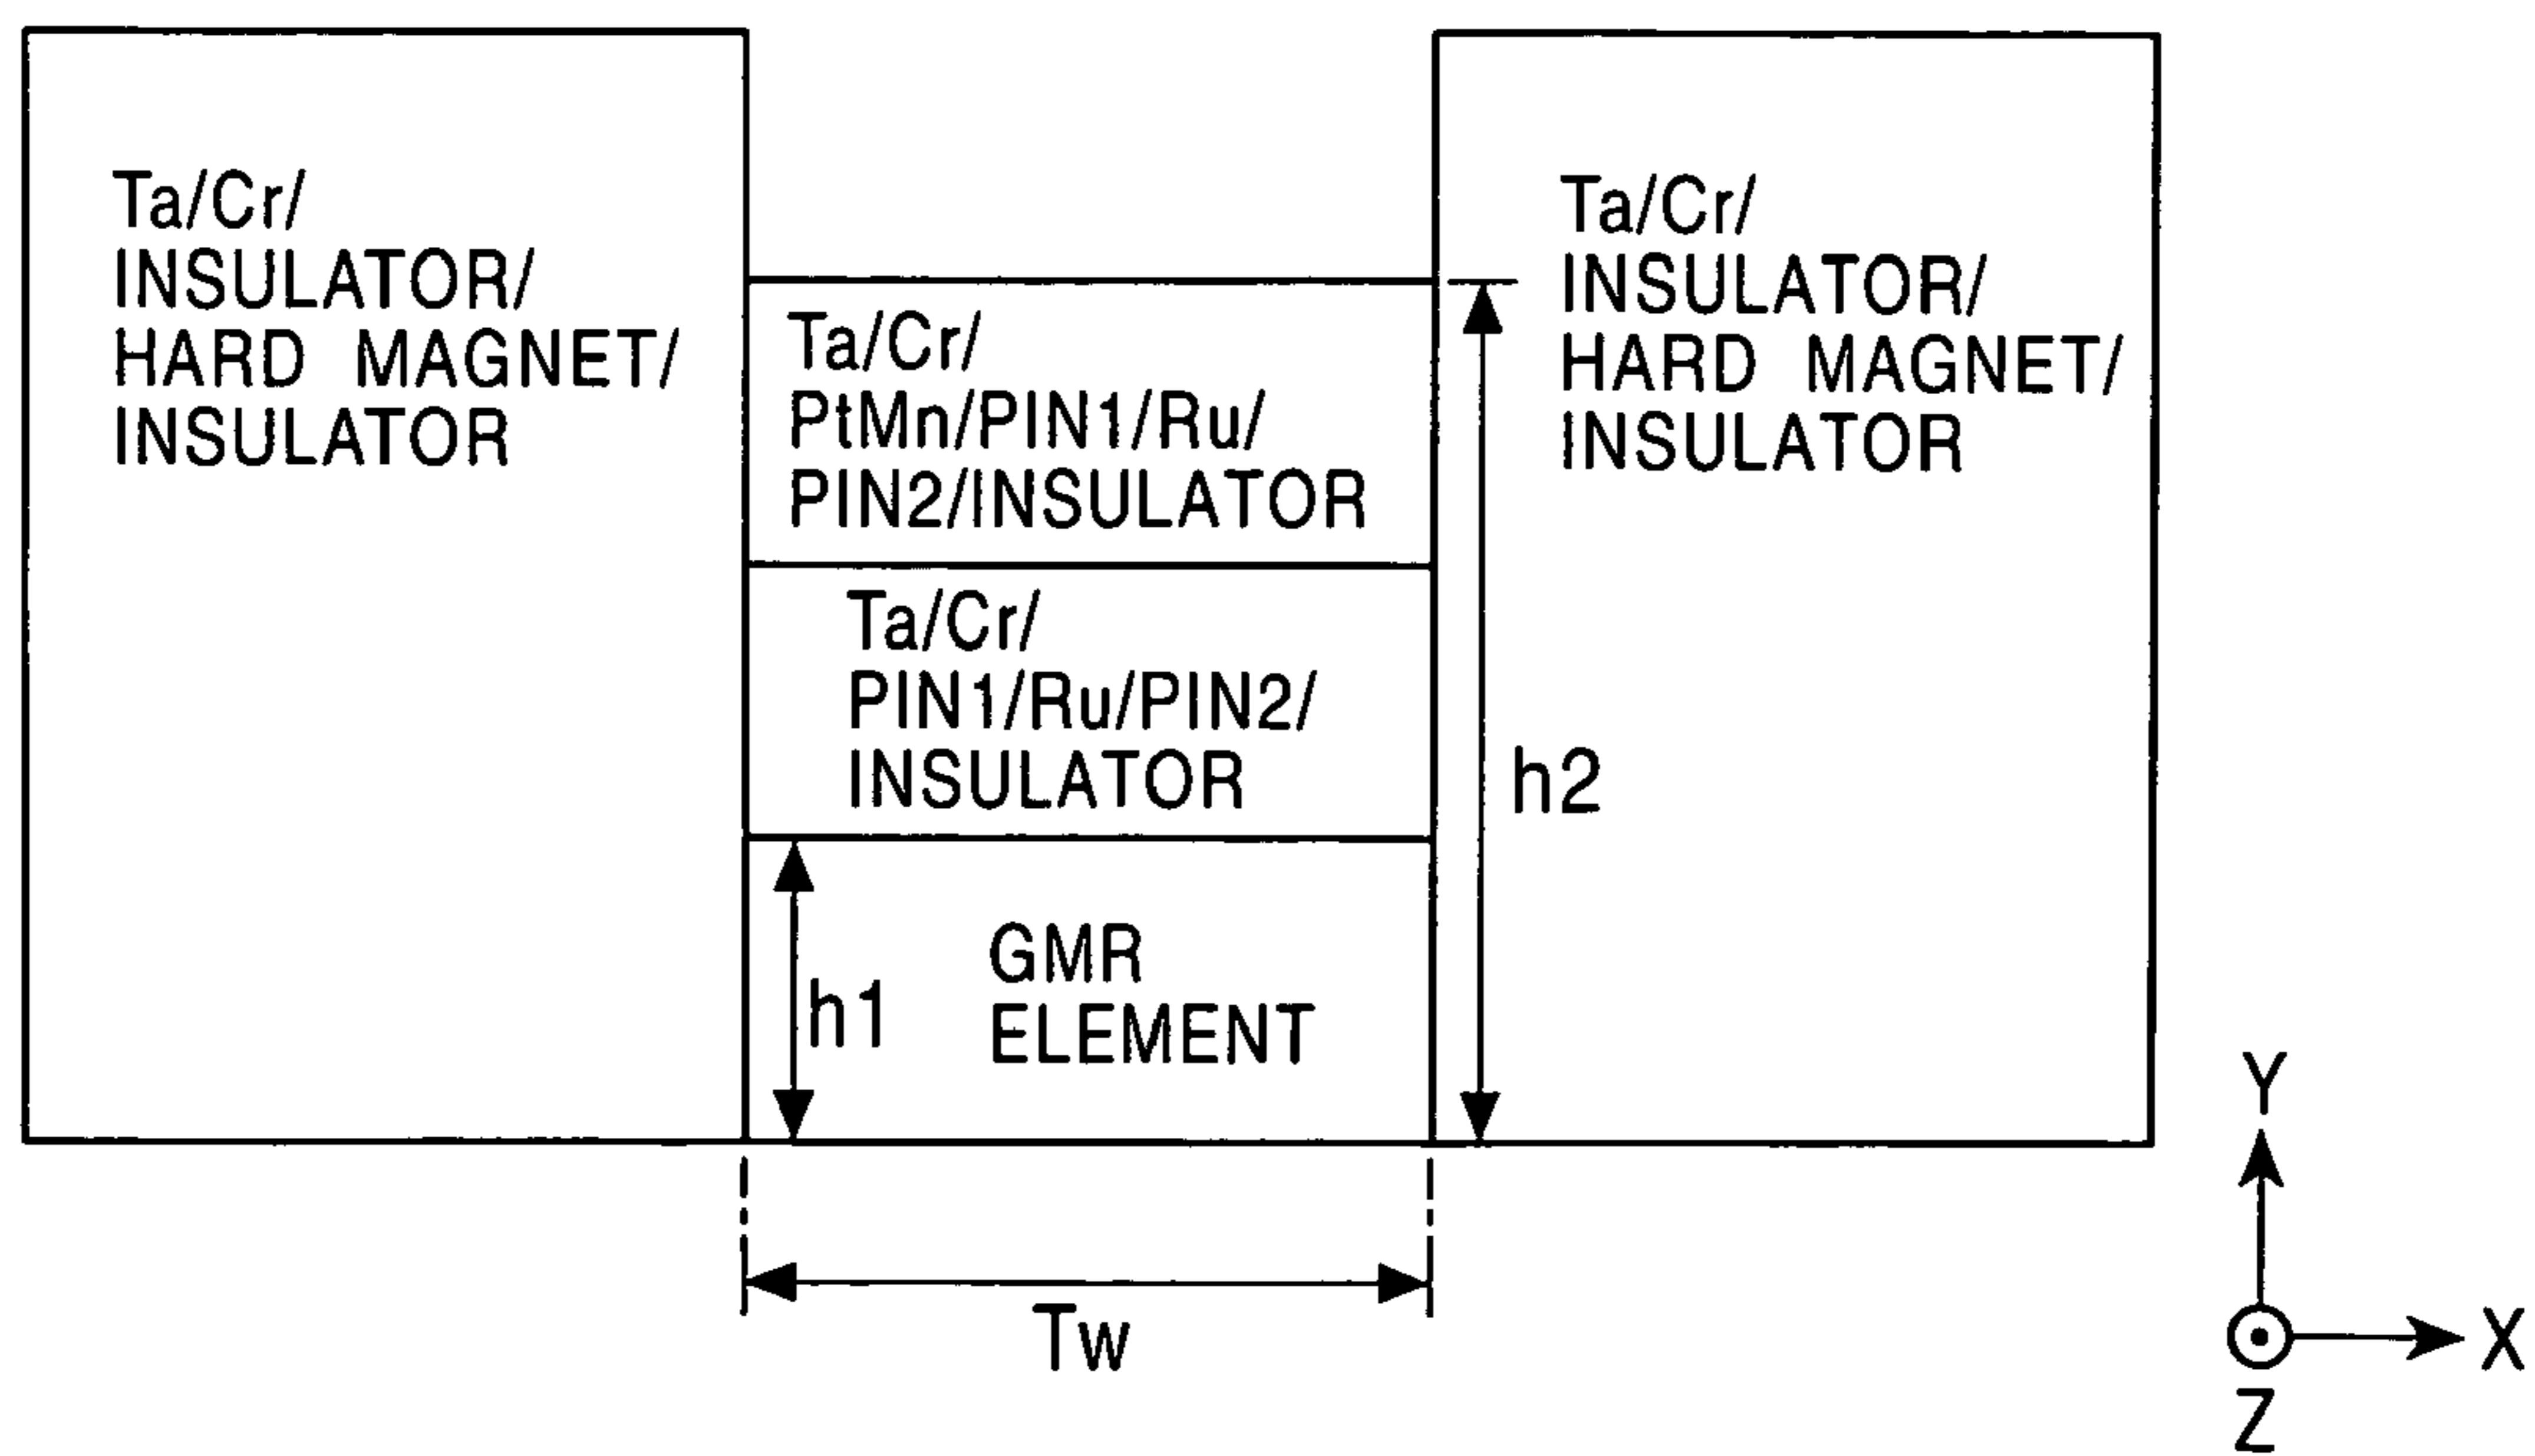 Ta/Cr/
INSULATOR/
HARD MAGNET/
INSULATOR
Ta/Cr/
PtMn/PIN1/Ru/
PIN2/INSULATOR
Ta/Cr/
PIN1/Ru/PIN2/
INSULATOR
GMR
ELEMENT
h1
h2
Ta/Cr/
INSULATOR/
HARD MAGNET/
INSULATOR
Tw
Y
X
Z